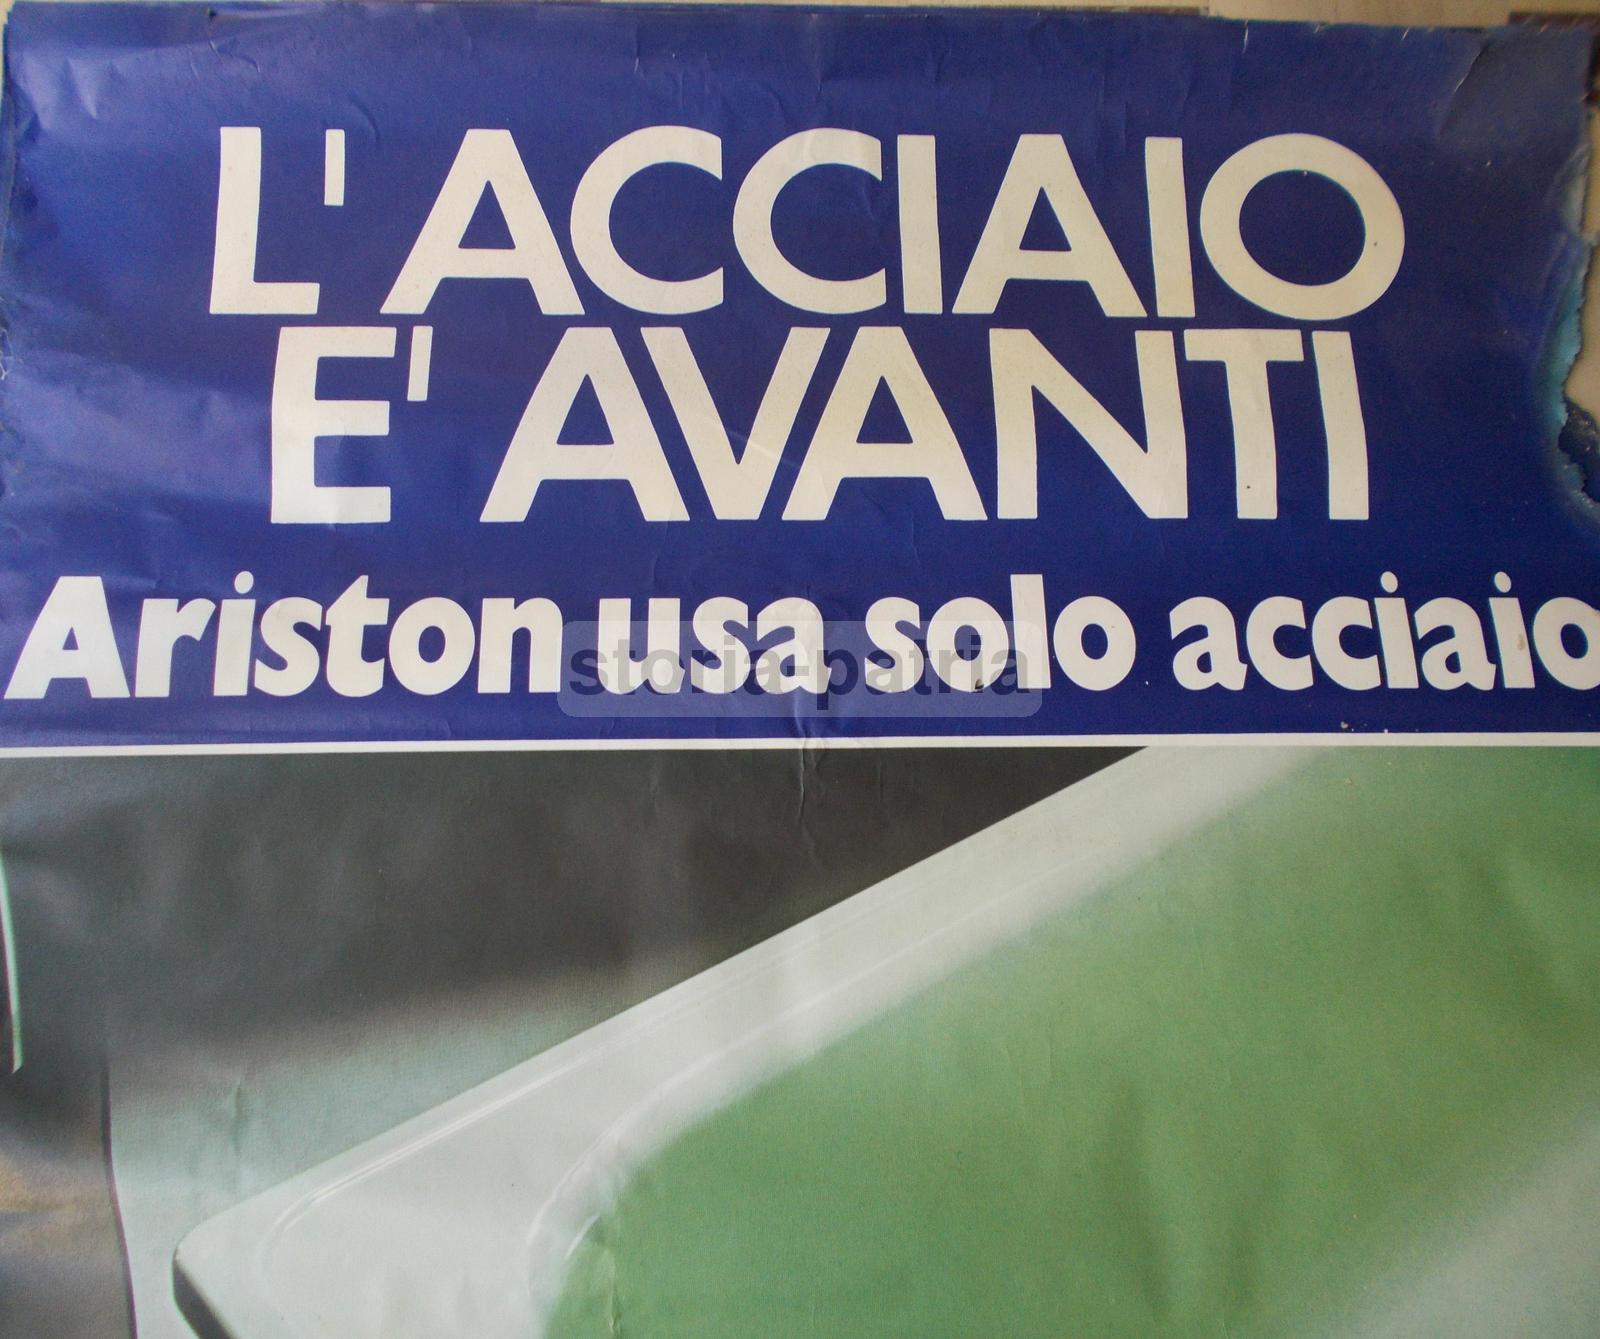 L'ACCIAIO
E' AVANTI
Ariston usa solo acciaio
storia-patria